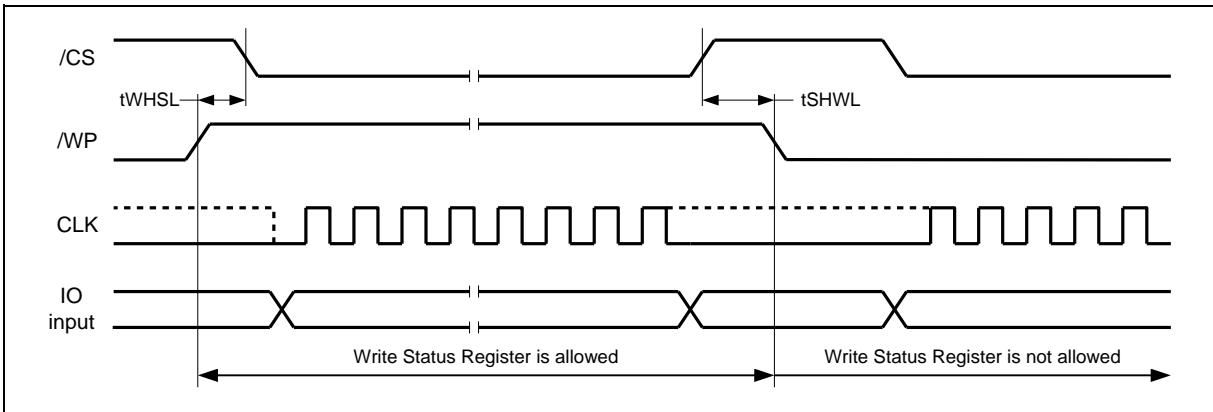 /CS
tWHSL
tSHWL
/WP
CLK
IO
input
Write Status Register is allowed
Write Status Register is not allowed